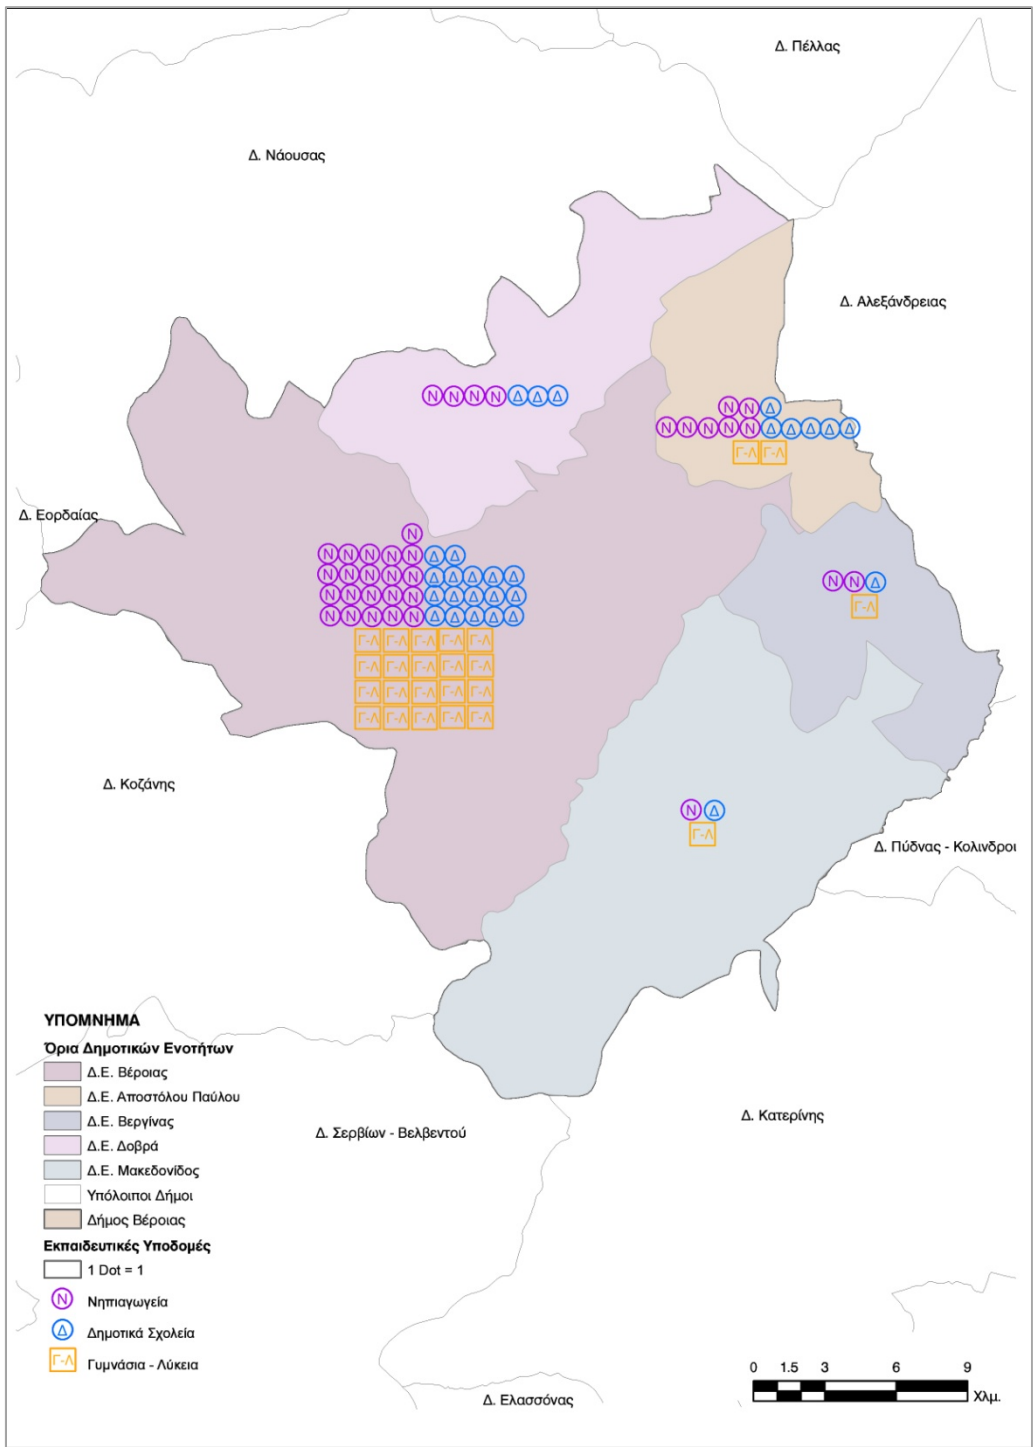 Δ. Πέλλας
Δ. Νάουσας
Δ. Αλεξάνδρειας
Ν Ν Ν Ν Δ Δ Δ
Ν Ν Δ
Ν Ν Ν Ν Ν Δ Δ Δ Δ Δ
Γ-Λ Γ-Λ
Δ. Εορδαίας
Ν
Ν Ν Ν Ν Ν Δ Δ
Ν Ν Ν Ν Ν Δ Δ Δ Δ Δ
Ν Ν Ν Ν Ν Δ Δ Δ Δ Δ
Ν Ν Ν Ν Ν Δ Δ Δ Δ Δ
Γ-Λ Γ-Λ Γ-Λ Γ-Λ Γ-Λ
Γ-Λ Γ-Λ Γ-Λ Γ-Λ Γ-Λ
Γ-Λ Γ-Λ Γ-Λ Γ-Λ Γ-Λ
Γ-Λ Γ-Λ Γ-Λ Γ-Λ Γ-Λ
Ν Ν Δ
Γ-Λ
Δ. Κοζάνης
Ν Δ
Γ-Λ
Δ. Πύδνας - Κολινδροι
ΥΠΟΜΝΗΜΑ
Όρια Δημοτικών Ενοτήτων
Δ.Ε. Βέροιας
Δ.Ε. Αποστόλου Παύλου
Δ.Ε. Βεργίνας
Δ.Ε. Δοβρά
Δ.Ε. Μακεδονίδος
Υπόλοιποι Δήμοι
Δήμος Βέροιας
Εκπαιδευτικές Υποδομές
1 Dot = 1
Ν Νηπιαγωγεία
Δ Δημοτικά Σχολεία
Γ-Λ Γυμνάσια - Λύκεια
Δ. Σερβίων - Βελβεντού
Δ. Κατερίνης
Δ. Ελασσόνας
0 1.5 3 6 9
Χλμ.